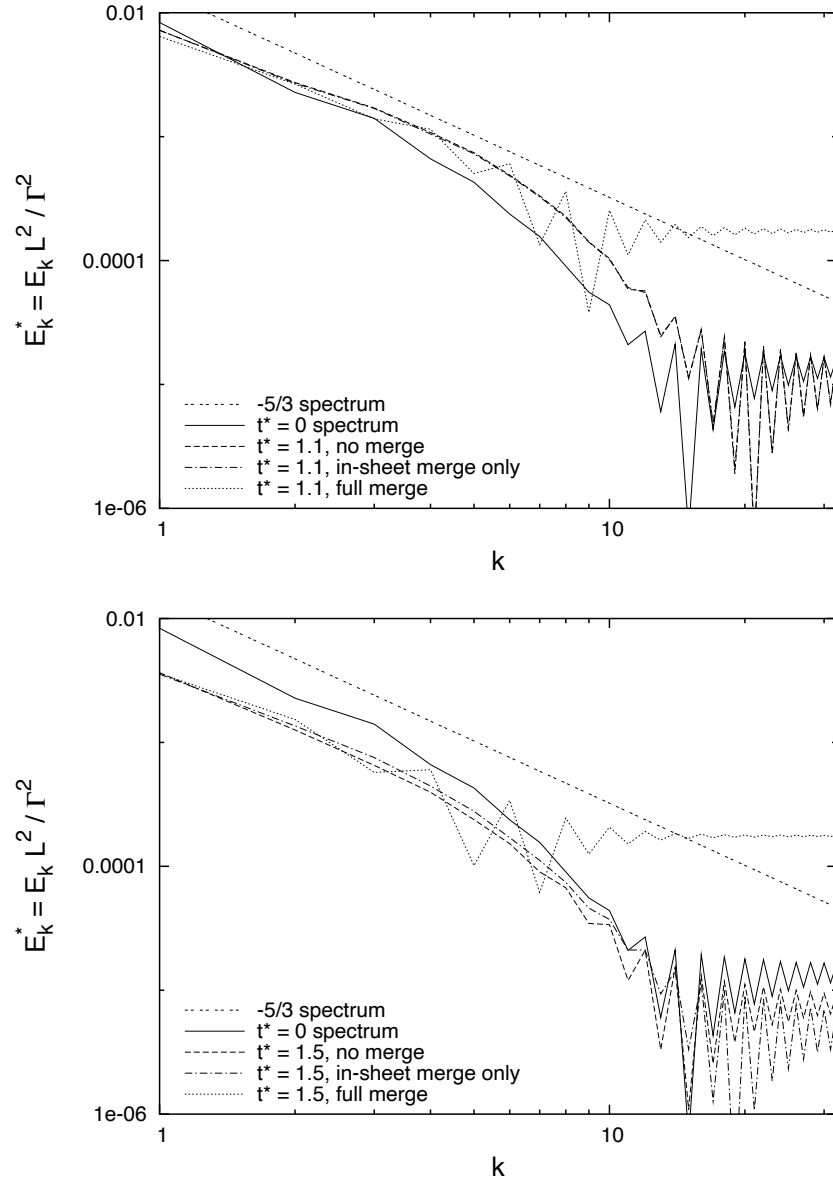 0.01
0.0001
1e-06
E*k = Ek L2 / Γ2
-5/3 spectrum
t* = 0 spectrum
t* = 1.1, no merge
t* = 1.1, in-sheet merge only
t* = 1.1, full merge
1
10
k
0.01
0.0001
1e-06
E*k = Ek L2 / Γ2
-5/3 spectrum
t* = 0 spectrum
t* = 1.5, no merge
t* = 1.5, in-sheet merge only
t* = 1.5, full merge
1
10
k